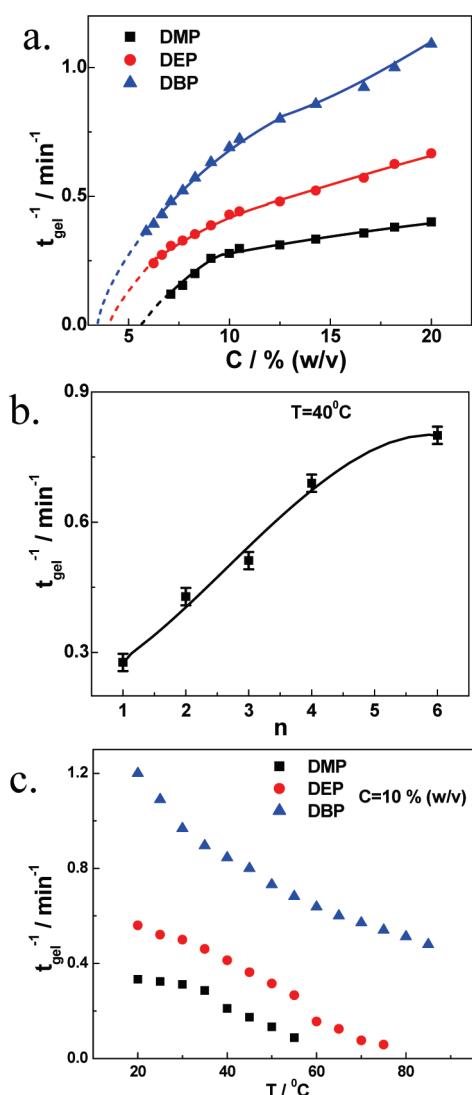 a.
DMP
DEP
DBP
t_gel^-1 / min^-1
1.0
0.5
0.0
5 10 15 20
C / % (w/v)
b.
T=40⁰C
t_gel^-1 / min^-1
0.9
0.6
0.3
1 2 3 4 5 6
n
c.
DMP
DEP
DBP
C=10 % (w/v)
t_gel^-1 / min^-1
1.2
0.8
0.4
0.0
20 40 60 80
T / ⁰C